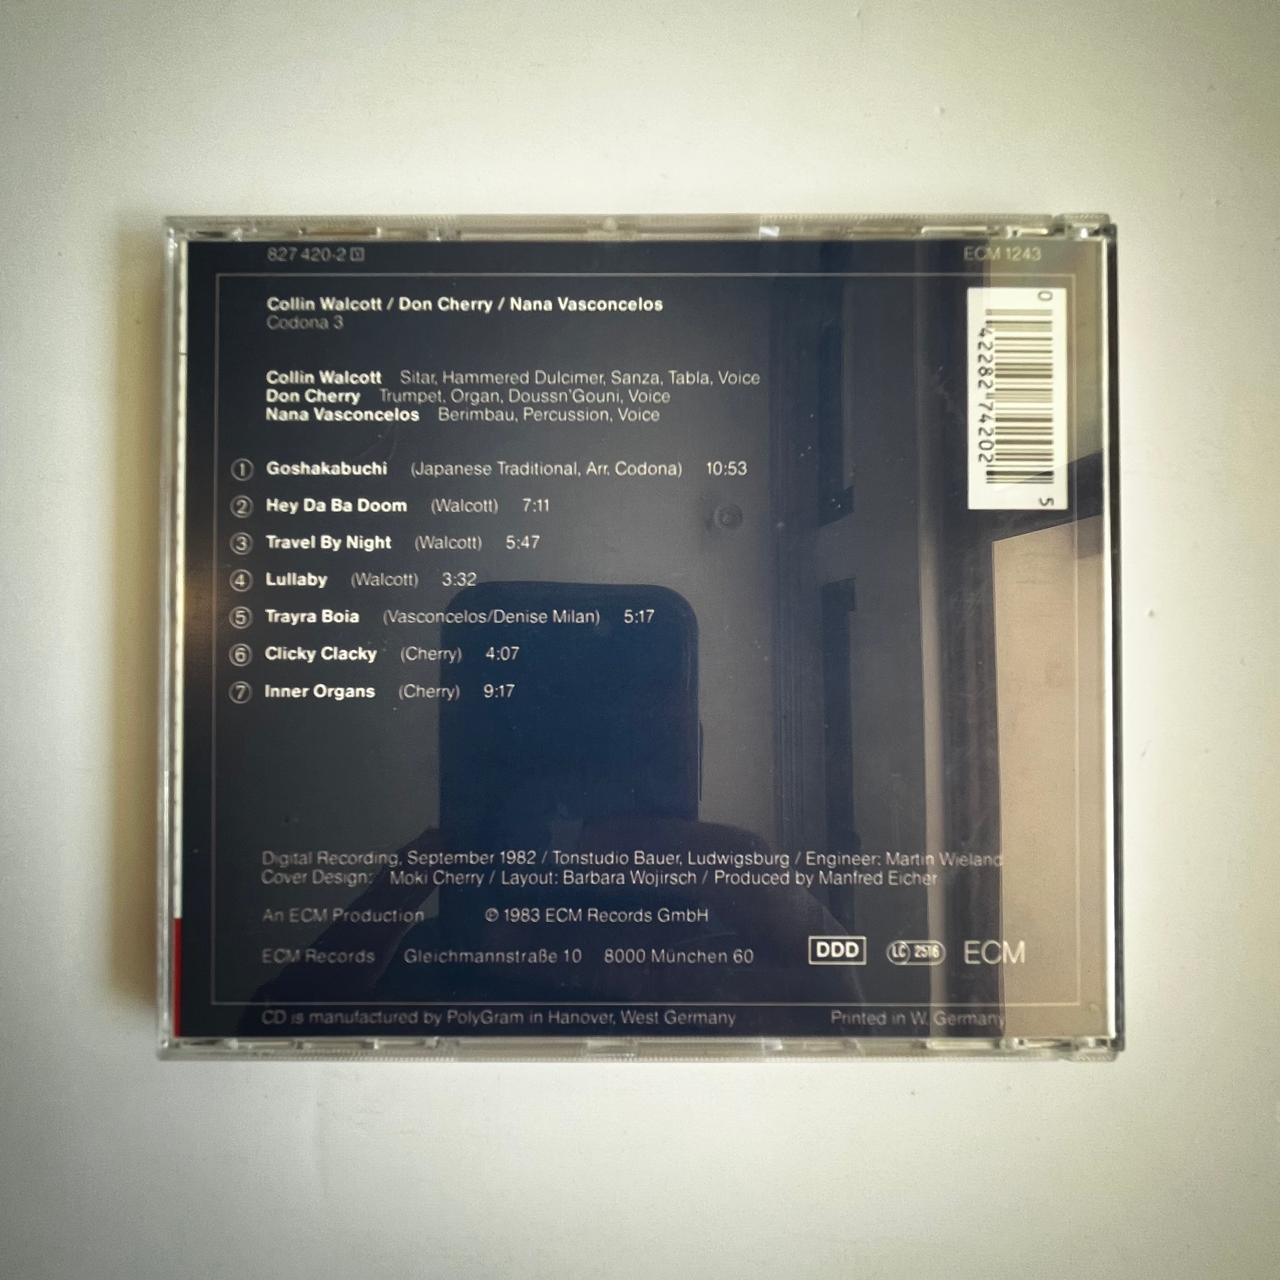 827 420-2
ECM 1243
Collin Walcott / Don Cherry / Nana Vasconcelos
Codona 3
0 42282 74202 5
Collin Walcott Sitar, Hammered Dulcimer, Sanza, Tabla, Voice
Don Cherry Trumpet, Organ, Doussn'Gouni, Voice
Nana Vasconcelos Berimbau, Percussion, Voice
① Goshakabuchi (Japanese Traditional, Arr. Codona) 10:53
② Hey Da Ba Doom (Walcott) 7:11
③ Travel By Night (Walcott) 5:47
④ Lullaby (Walcott) 3:32
⑤ Trayra Boia (Vasconcelos/Denise Milan) 5:17
⑥ Clicky Clacky (Cherry) 4:07
⑦ Inner Organs (Cherry) 9:17
Digital Recording, September 1982 / Tonstudio Bauer, Ludwigsburg / Engineer: Martin Wieland
Cover Design: Moki Cherry / Layout: Barbara Wojirsch / Produced by Manfred Eicher
An ECM Production ℗ 1983 ECM Records GmbH
ECM Records Gleichmannstraße 10 8000 München 60 DDD LC 2516 ECM
CD is manufactured by PolyGram in Hanover, West Germany Printed in W. Germany